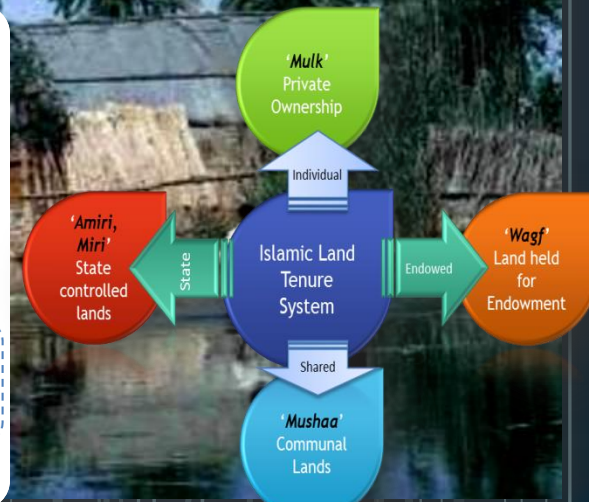 ‘Mulk’
Private
Ownership
Individual
‘Amiri,
Miri’
State
controlled
lands
State
Islamic Land
Tenure
System
Endowed
‘Wagf’
Land held
for
Endowment
Shared
‘Mushaa’
Communal
Lands